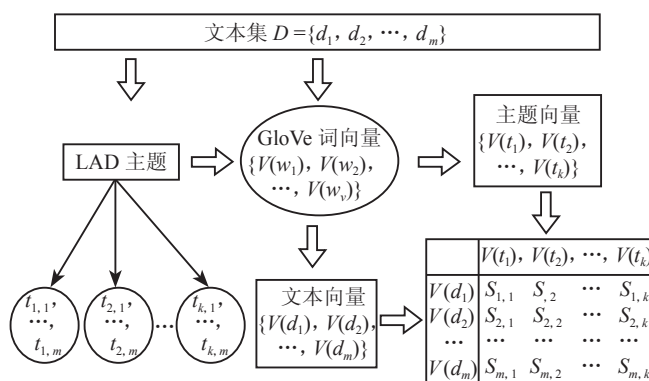 文本集 D ={d₁, d₂, ···, dₘ}
主题向量
{V(t₁), V(t₂),
···, V(tₖ)}
GloVe 词向量
{V(w₁), V(w₂),
···, V(wᵥ)}
LAD 主题
V(t₁), V(t₂), ···, V(tₖ)
V(d₁) S₁, ₁ S, ₂ ··· S₁, ₖ
V(d₂) S₂, ₁ S₂, ₂ ··· S₂, ₖ
··· ··· ··· ··· ···
V(dₘ) Sₘ, ₁ Sₘ, ₂ ··· Sₘ, ₖ
文本向量
{V(d₁), V(d₂),
···, V(dₘ)}
t₁, ₁,
···,
t₁, ₘ
t₂, ₁,
···,
t₂, ₘ
···
tₖ, ₁,
···,
tₖ, ₘ